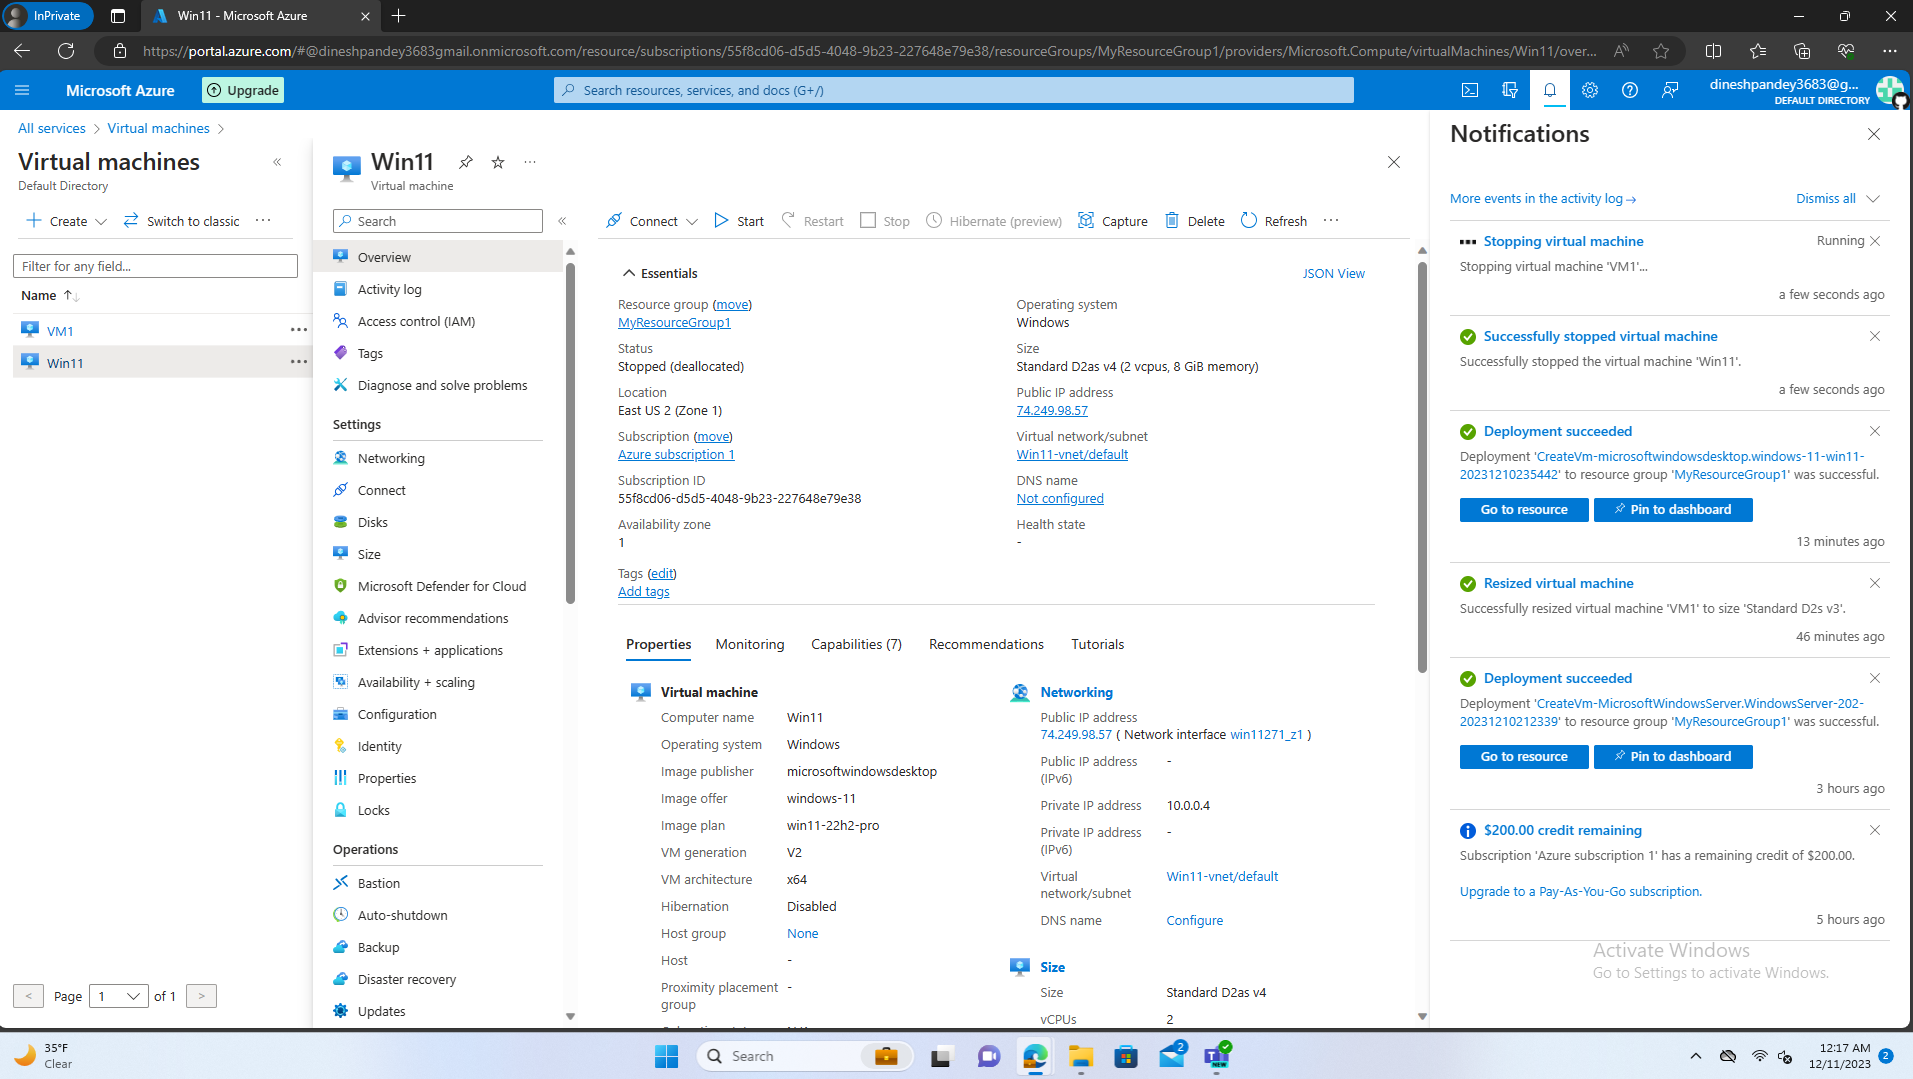 InPrivate
Win11 - Microsoft Azure
https://portal.azure.com/#@dineshpandey3683gmail.onmicrosoft.com/resource/subscriptions/55f8cd06-d5d5-4048-9b23-227648e79e38/resourceGroups/MyResourceGroup1/providers/Microsoft.Compute/virtualMachines/Win11/over...
Microsoft Azure
Upgrade
Search resources, services, and docs (G+/)
dineshpandey3683@g...
DEFAULT DIRECTORY
All services > Virtual machines >
Virtual machines
Default Directory
Create
Switch to classic
Filter for any field...
Name
VM1
Win11
< Page 1 of 1 >
Win11
Virtual machine
Search
Overview
Activity log
Access control (IAM)
Tags
Diagnose and solve problems
Settings
Networking
Connect
Disks
Size
Microsoft Defender for Cloud
Advisor recommendations
Extensions + applications
Availability + scaling
Configuration
Identity
Properties
Locks
Operations
Bastion
Auto-shutdown
Backup
Disaster recovery
Updates
Connect
Start
Restart
Stop
Hibernate (preview)
Capture
Delete
Refresh
Essentials
JSON View
Resource group (move)
MyResourceGroup1
Status
Stopped (deallocated)
Location
East US 2 (Zone 1)
Subscription (move)
Azure subscription 1
Subscription ID
55f8cd06-d5d5-4048-9b23-227648e79e38
Availability zone
1
Operating system
Windows
Size
Standard D2as v4 (2 vcpus, 8 GiB memory)
Public IP address
74.249.98.57
Virtual network/subnet
Win11-vnet/default
DNS name
Not configured
Health state
-
Tags (edit)
Add tags
Properties
Monitoring
Capabilities (7)
Recommendations
Tutorials
Virtual machine
Computer name Win11
Operating system Windows
Image publisher microsoftwindowsdesktop
Image offer windows-11
Image plan win11-22h2-pro
VM generation V2
VM architecture x64
Hibernation Disabled
Host group None
Host -
Proximity placement -
group
Networking
Public IP address
74.249.98.57 ( Network interface win11271_z1 )
Public IP address -
(IPv6)
Private IP address 10.0.0.4
Private IP address -
(IPv6)
Virtual Win11-vnet/default
network/subnet
DNS name Configure
Size
Size Standard D2as v4
vCPUs 2
Notifications
More events in the activity log →
Dismiss all
Stopping virtual machine Running
Stopping virtual machine 'VM1'...
a few seconds ago
Successfully stopped virtual machine
Successfully stopped the virtual machine 'Win11'.
a few seconds ago
Deployment succeeded
Deployment 'CreateVm-microsoftwindowsdesktop.windows-11-win11-
20231210235442' to resource group 'MyResourceGroup1' was successful.
Go to resource
Pin to dashboard
13 minutes ago
Resized virtual machine
Successfully resized virtual machine 'VM1' to size 'Standard D2s v3'.
46 minutes ago
Deployment succeeded
Deployment 'CreateVm-MicrosoftWindowsServer.WindowsServer-202-
20231210212339' to resource group 'MyResourceGroup1' was successful.
Go to resource
Pin to dashboard
3 hours ago
$200.00 credit remaining
Subscription 'Azure subscription 1' has a remaining credit of $200.00.
Upgrade to a Pay-As-You-Go subscription.
5 hours ago
Activate Windows
Go to Settings to activate Windows.
35°F
Clear
Search
2
NEW
12:17 AM
12/11/2023
2